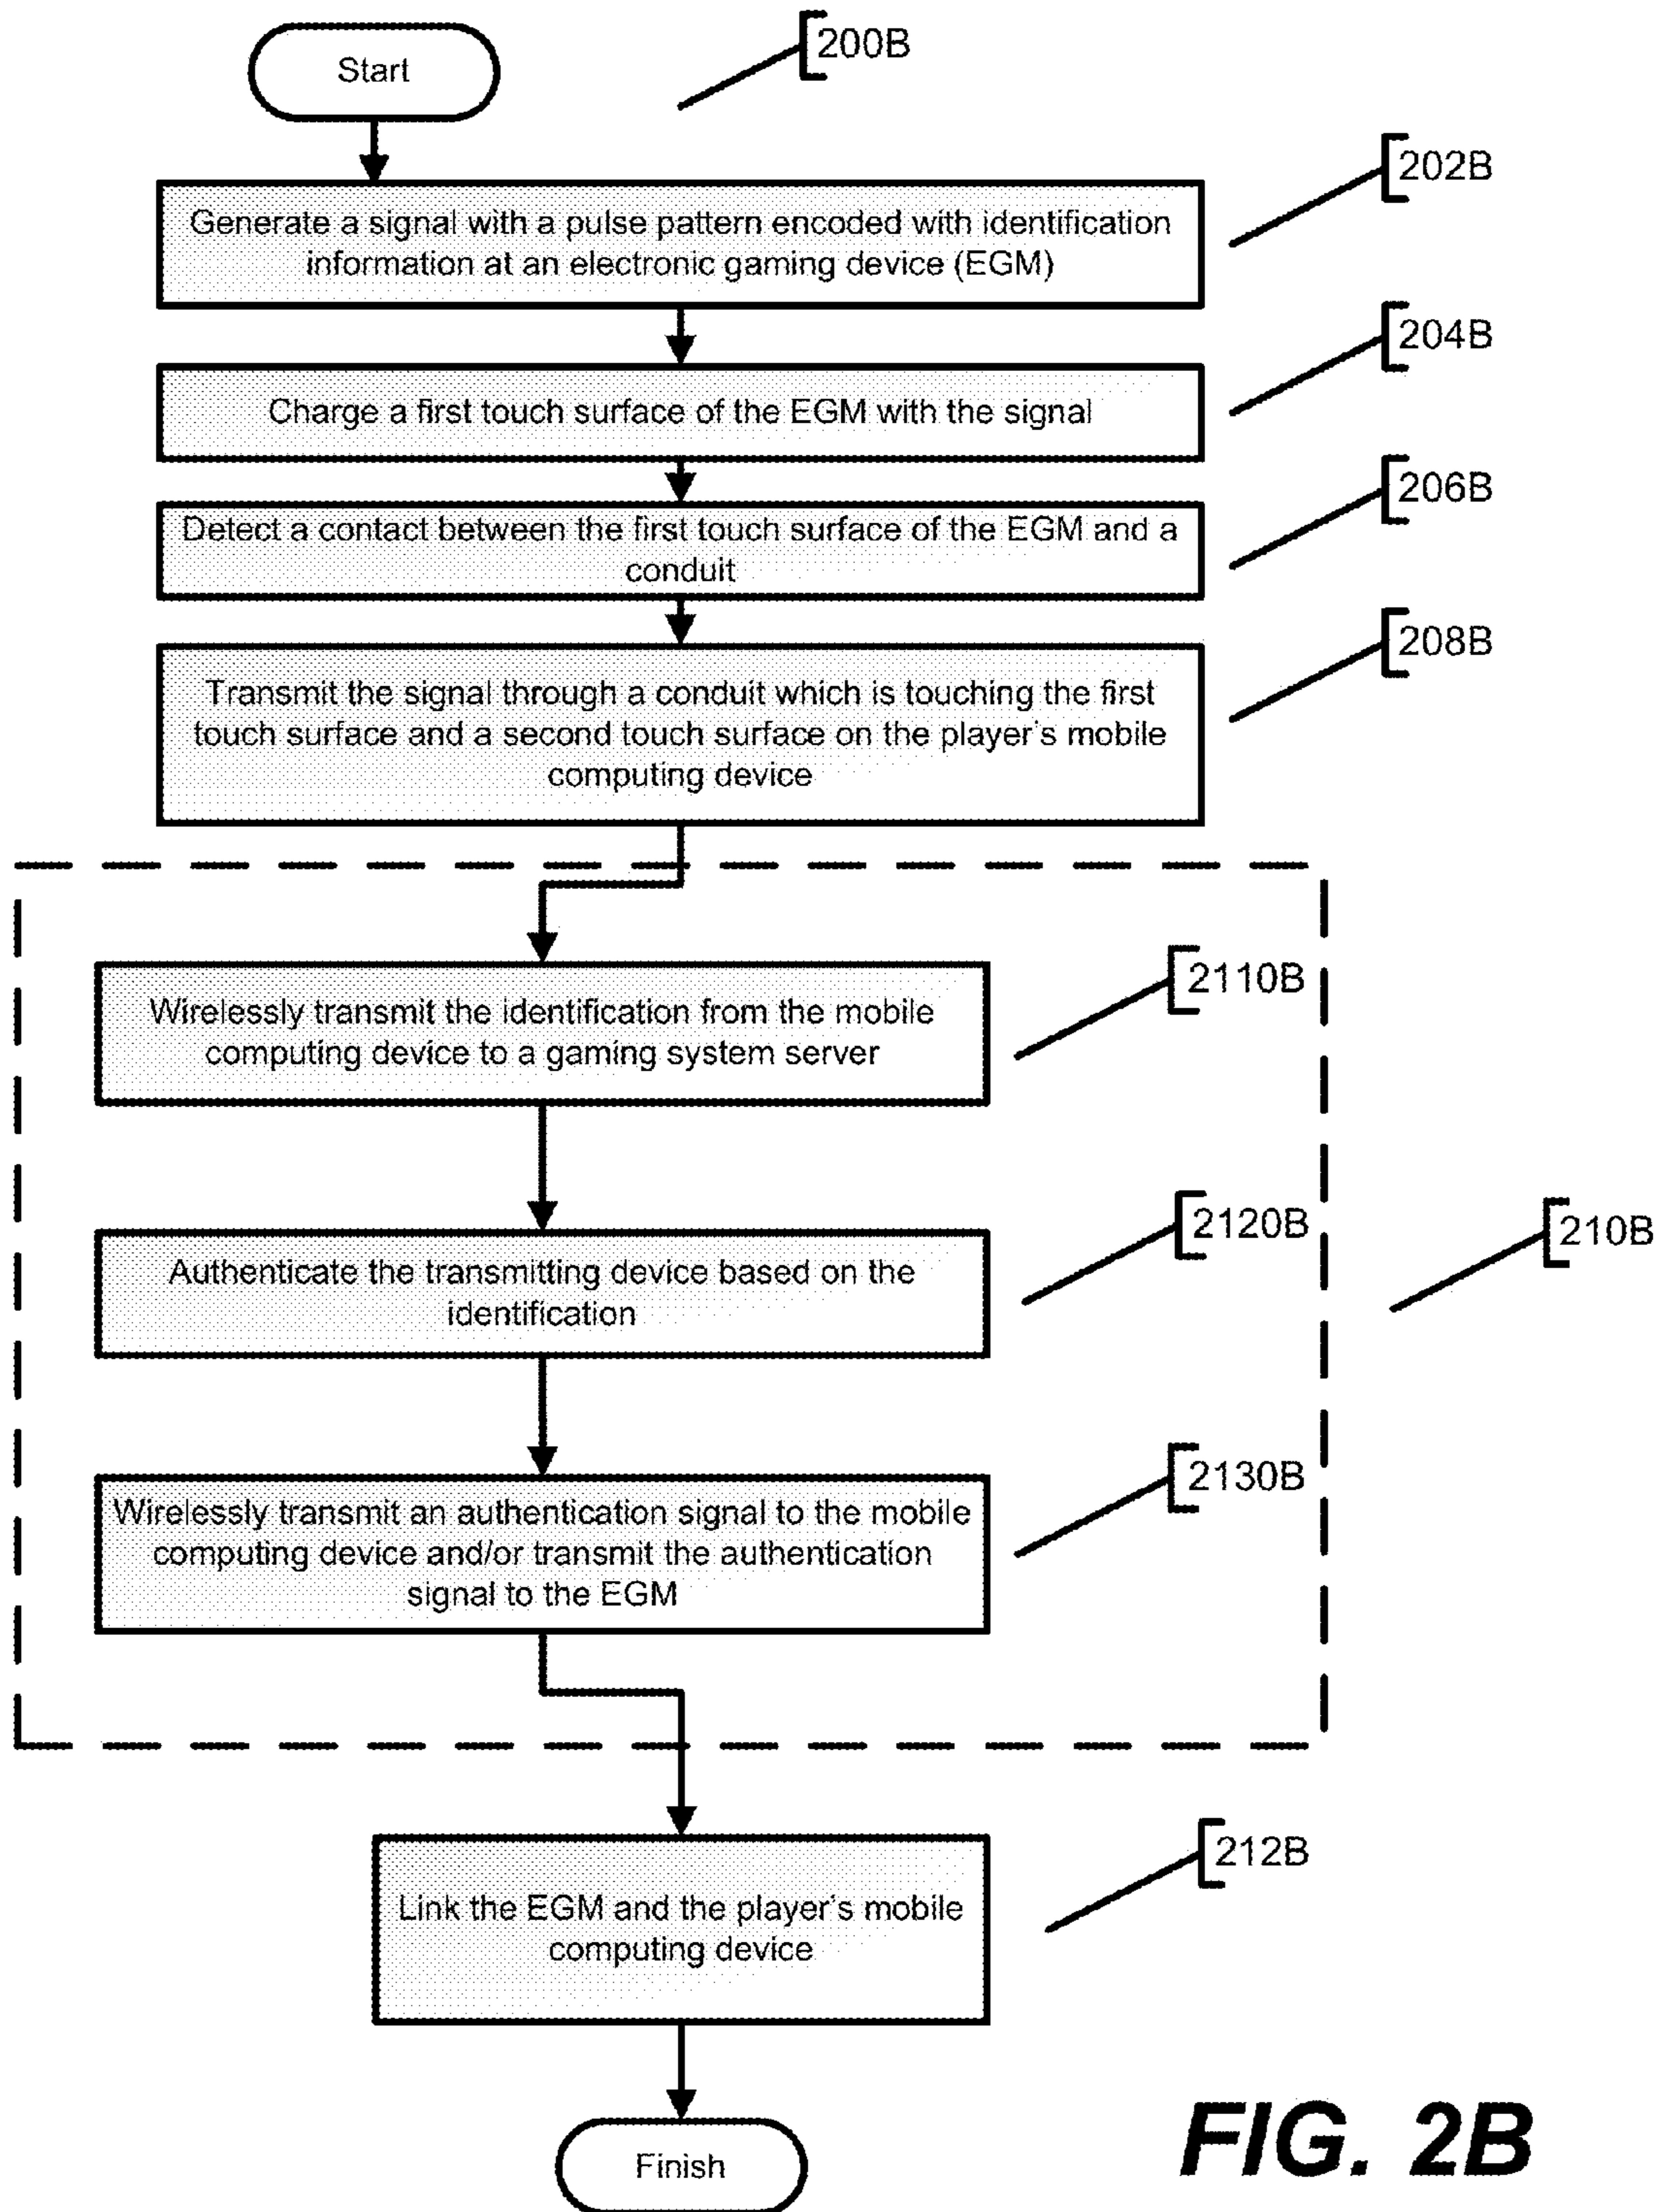 Start
200B
202B
Generate a signal with a pulse pattern encoded with identification
information at an electronic gaming device (EGM)
204B
Charge a first touch surface of the EGM with the signal
206B
Detect a contact between the first touch surface of the EGM and a
conduit
208B
Transmit the signal through a conduit which is touching the first
touch surface and a second touch surface on the player's mobile
computing device
2110B
Wirelessly transmit the identification from the mobile
computing device to a gaming system server
2120B
210B
Authenticate the transmitting device based on the
identification
2130B
Wirelessly transmit an authentication signal to the mobile
computing device and/or transmit the authentication
signal to the EGM
212B
Link the EGM and the player's mobile
computing device
Finish
FIG. 2B